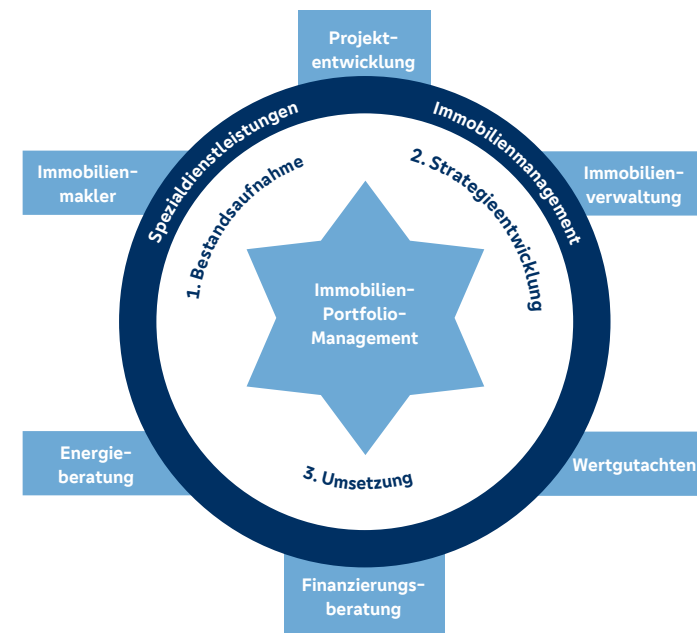 Projekt-
entwicklung
Spezialdienstleistungen
Immobilienmanagement
Immobilien-
makler
Immobilien-
verwaltung
1. Bestandsaufnahme
2. Strategieentwicklung
Immobilien-
Portfolio-
Management
3. Umsetzung
Energie-
beratung
Wertgutachten
Finanzierungs-
beratung